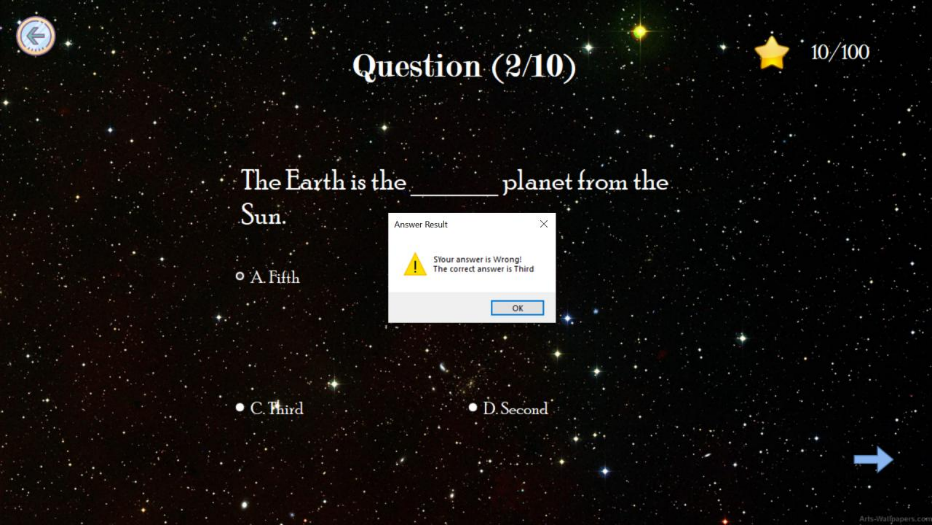 Question (2/10)
10/100
The Earth is the ________ planet from the
Sun.
Answer Result
SYour answer is Wrong!
The correct answer is Third
OK
A. Fifth
C. Third
D. Second
Arts-Wallpapers.com